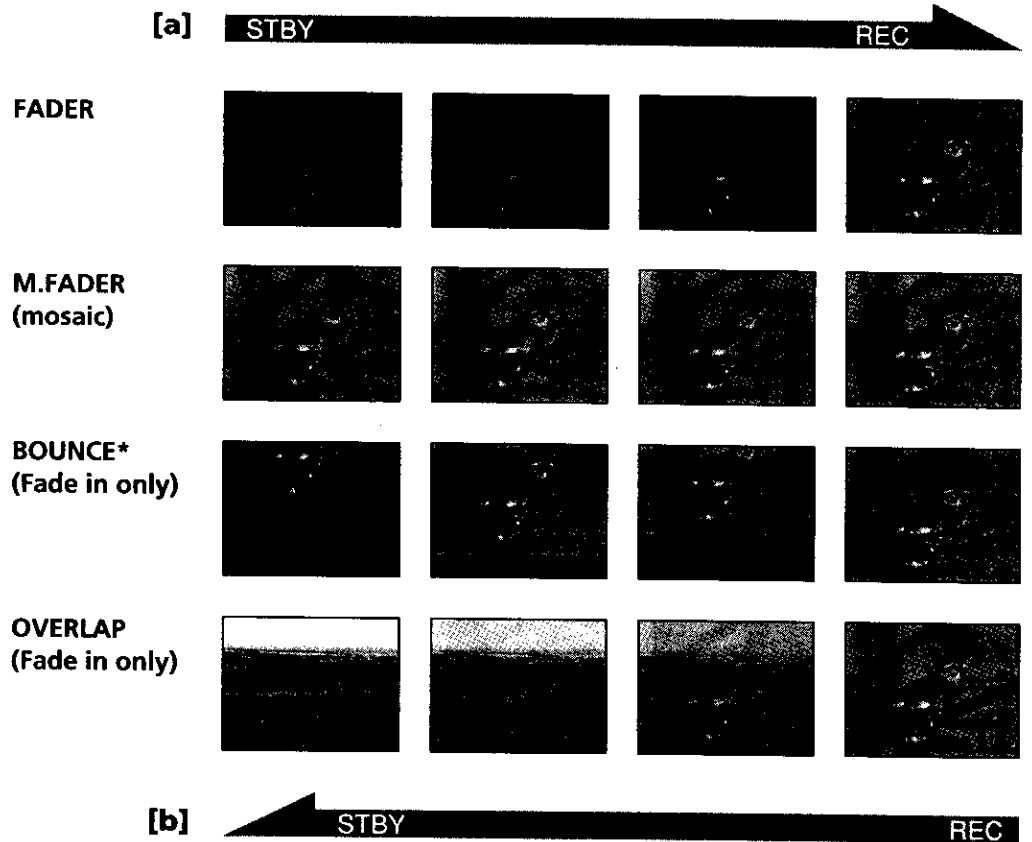 [a] STBY REC
FADER
M.FADER
(mosaic)
BOUNCE*
(Fade in only)
OVERLAP
(Fade in only)
[b] STBY REC